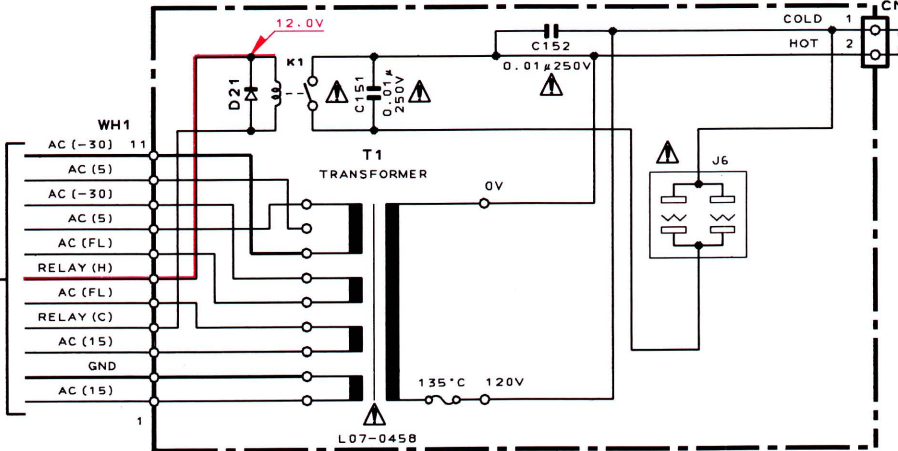 CN
12.0V
COLD 1
C152
HOT 2
0.01µ250V
K1
D21
C151
0.01µ
250V
WH1
AC (-30) 11
T1
TRANSFORMER
J6
AC (5)
AC (-30)
0V
AC (5)
AC (FL)
RELAY (H)
AC (FL)
RELAY (C)
AC (15)
GND
135°C 120V
AC (15)
1
L07-0458